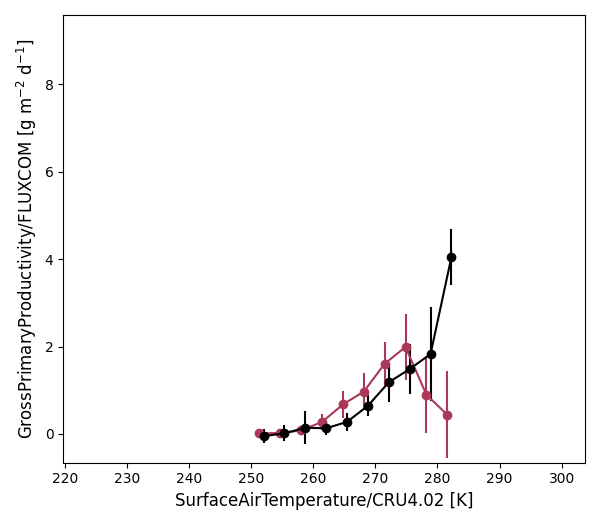 GrossPrimaryProductivity/FLUXCOM [g m⁻² d⁻¹]
8
6
4
2
0
220 230 240 250 260 270 280 290 300
SurfaceAirTemperature/CRU4.02 [K]